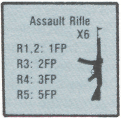 Assault Rifle
X6
R1,2: 1FP
R3: 2FP
R4: 3FP
R5: 5FP